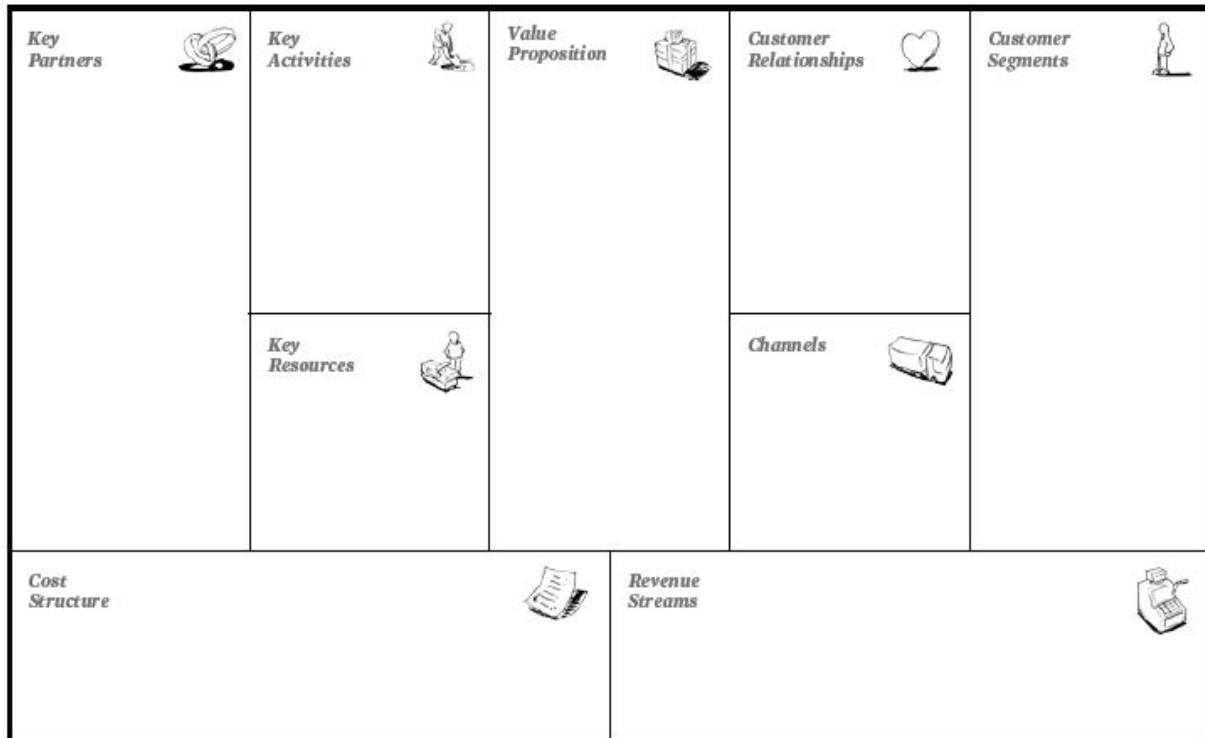 Key
Partners
Key
Activities
Value
Proposition
Customer
Relationships
Customer
Segments
Key
Resources
Channels
Cost
Structure
Revenue
Streams